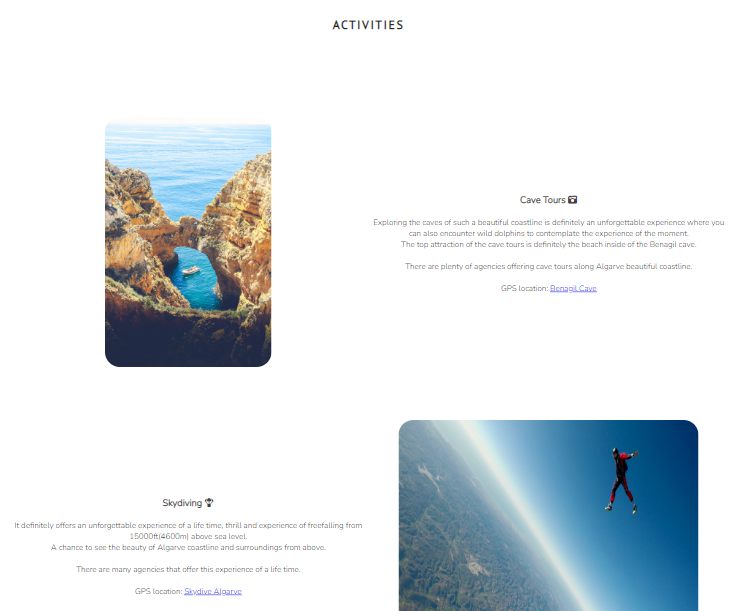 ACTIVITIES
Cave Tours
Exploring the caves of such a beautiful coastline is definitely an unforgettable experience where you
can also encounter wild dolphins to contemplate the experience of the moment.
The top attraction of the cave tours is definitely the beach inside of the Benagil cave.
There are plenty of agencies offering cave tours along Algarve beautiful coastline.
GPS location: Benagil Cave
Skydiving
It definitely offers an unforgettable experience of a life time, thrill and experience of freefalling from
15000ft(4600m) above sea level.
A chance to see the beauty of Algarve coastline and surroundings from above.
There are many agencies that offer this experience of a life time.
GPS location: Skydive Algarve